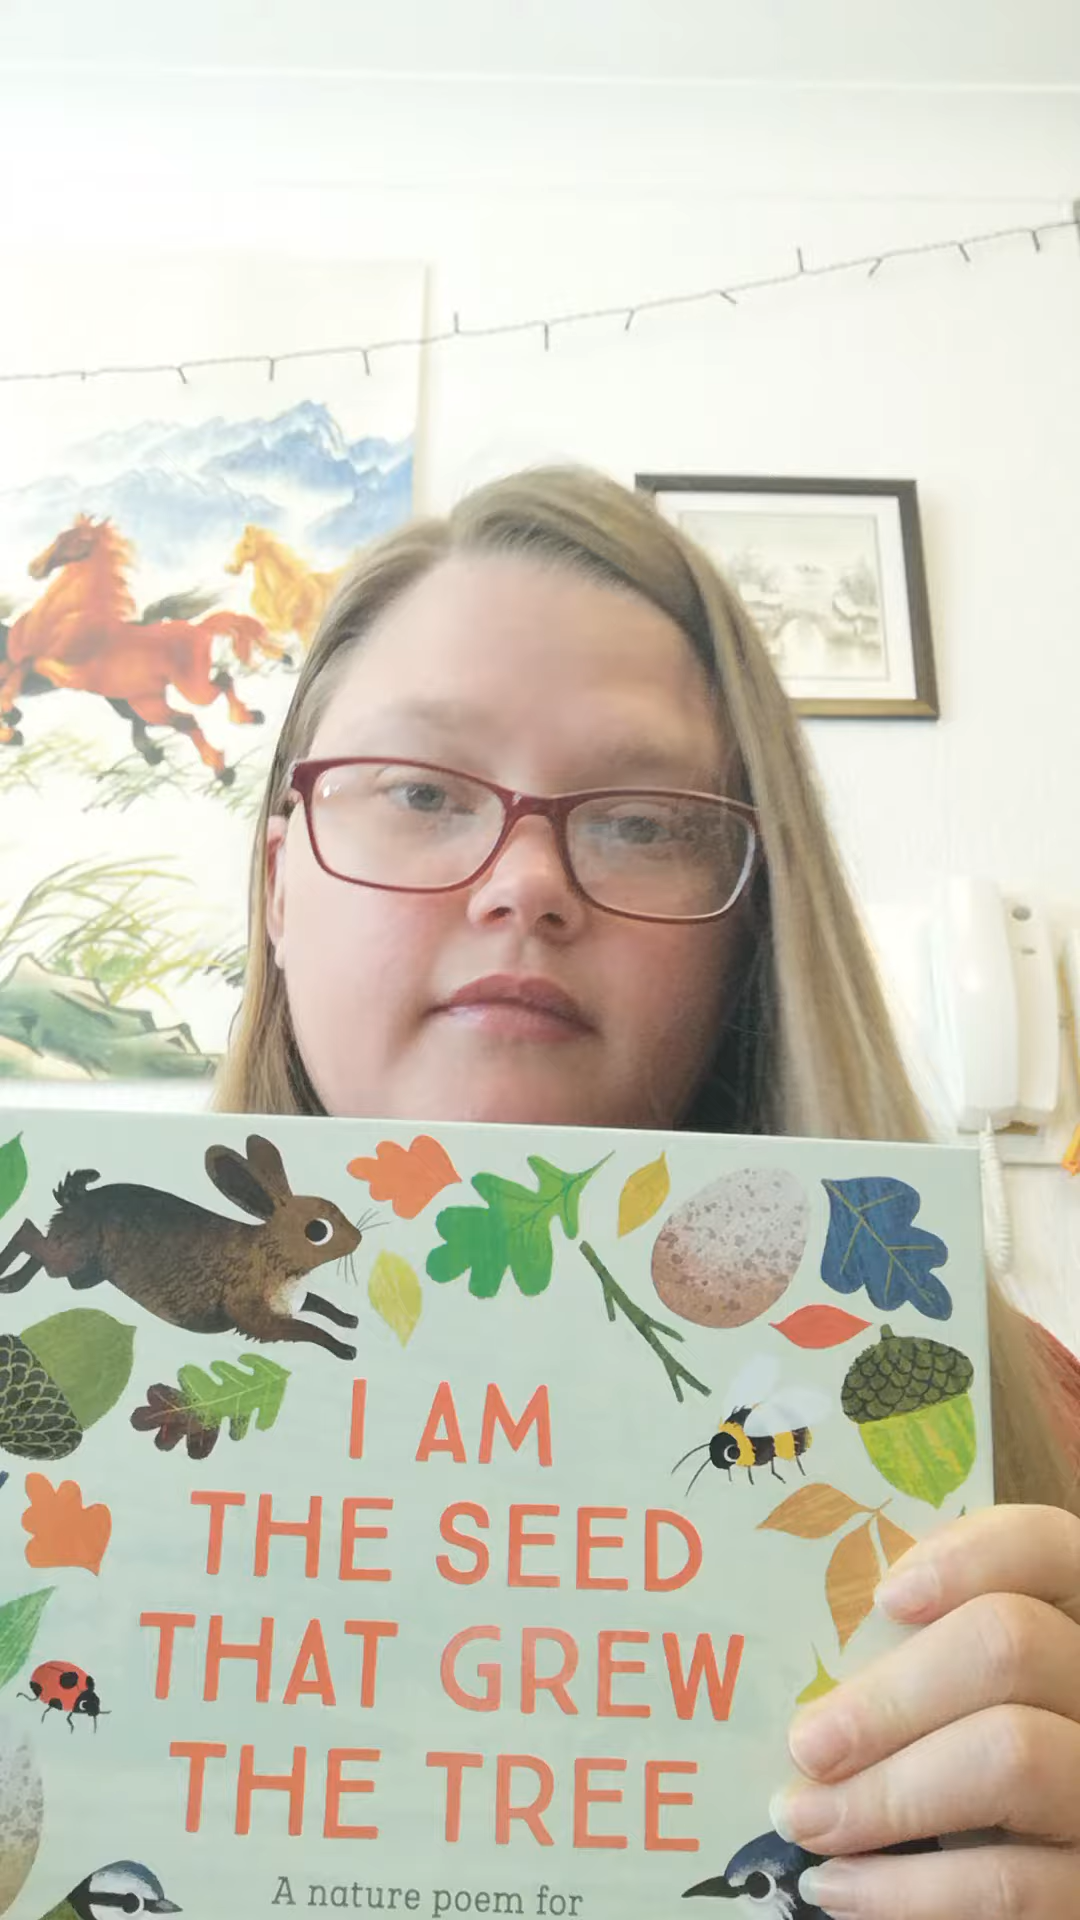 I AM
THE SEED
THAT GREW
THE TREE
A nature poem for